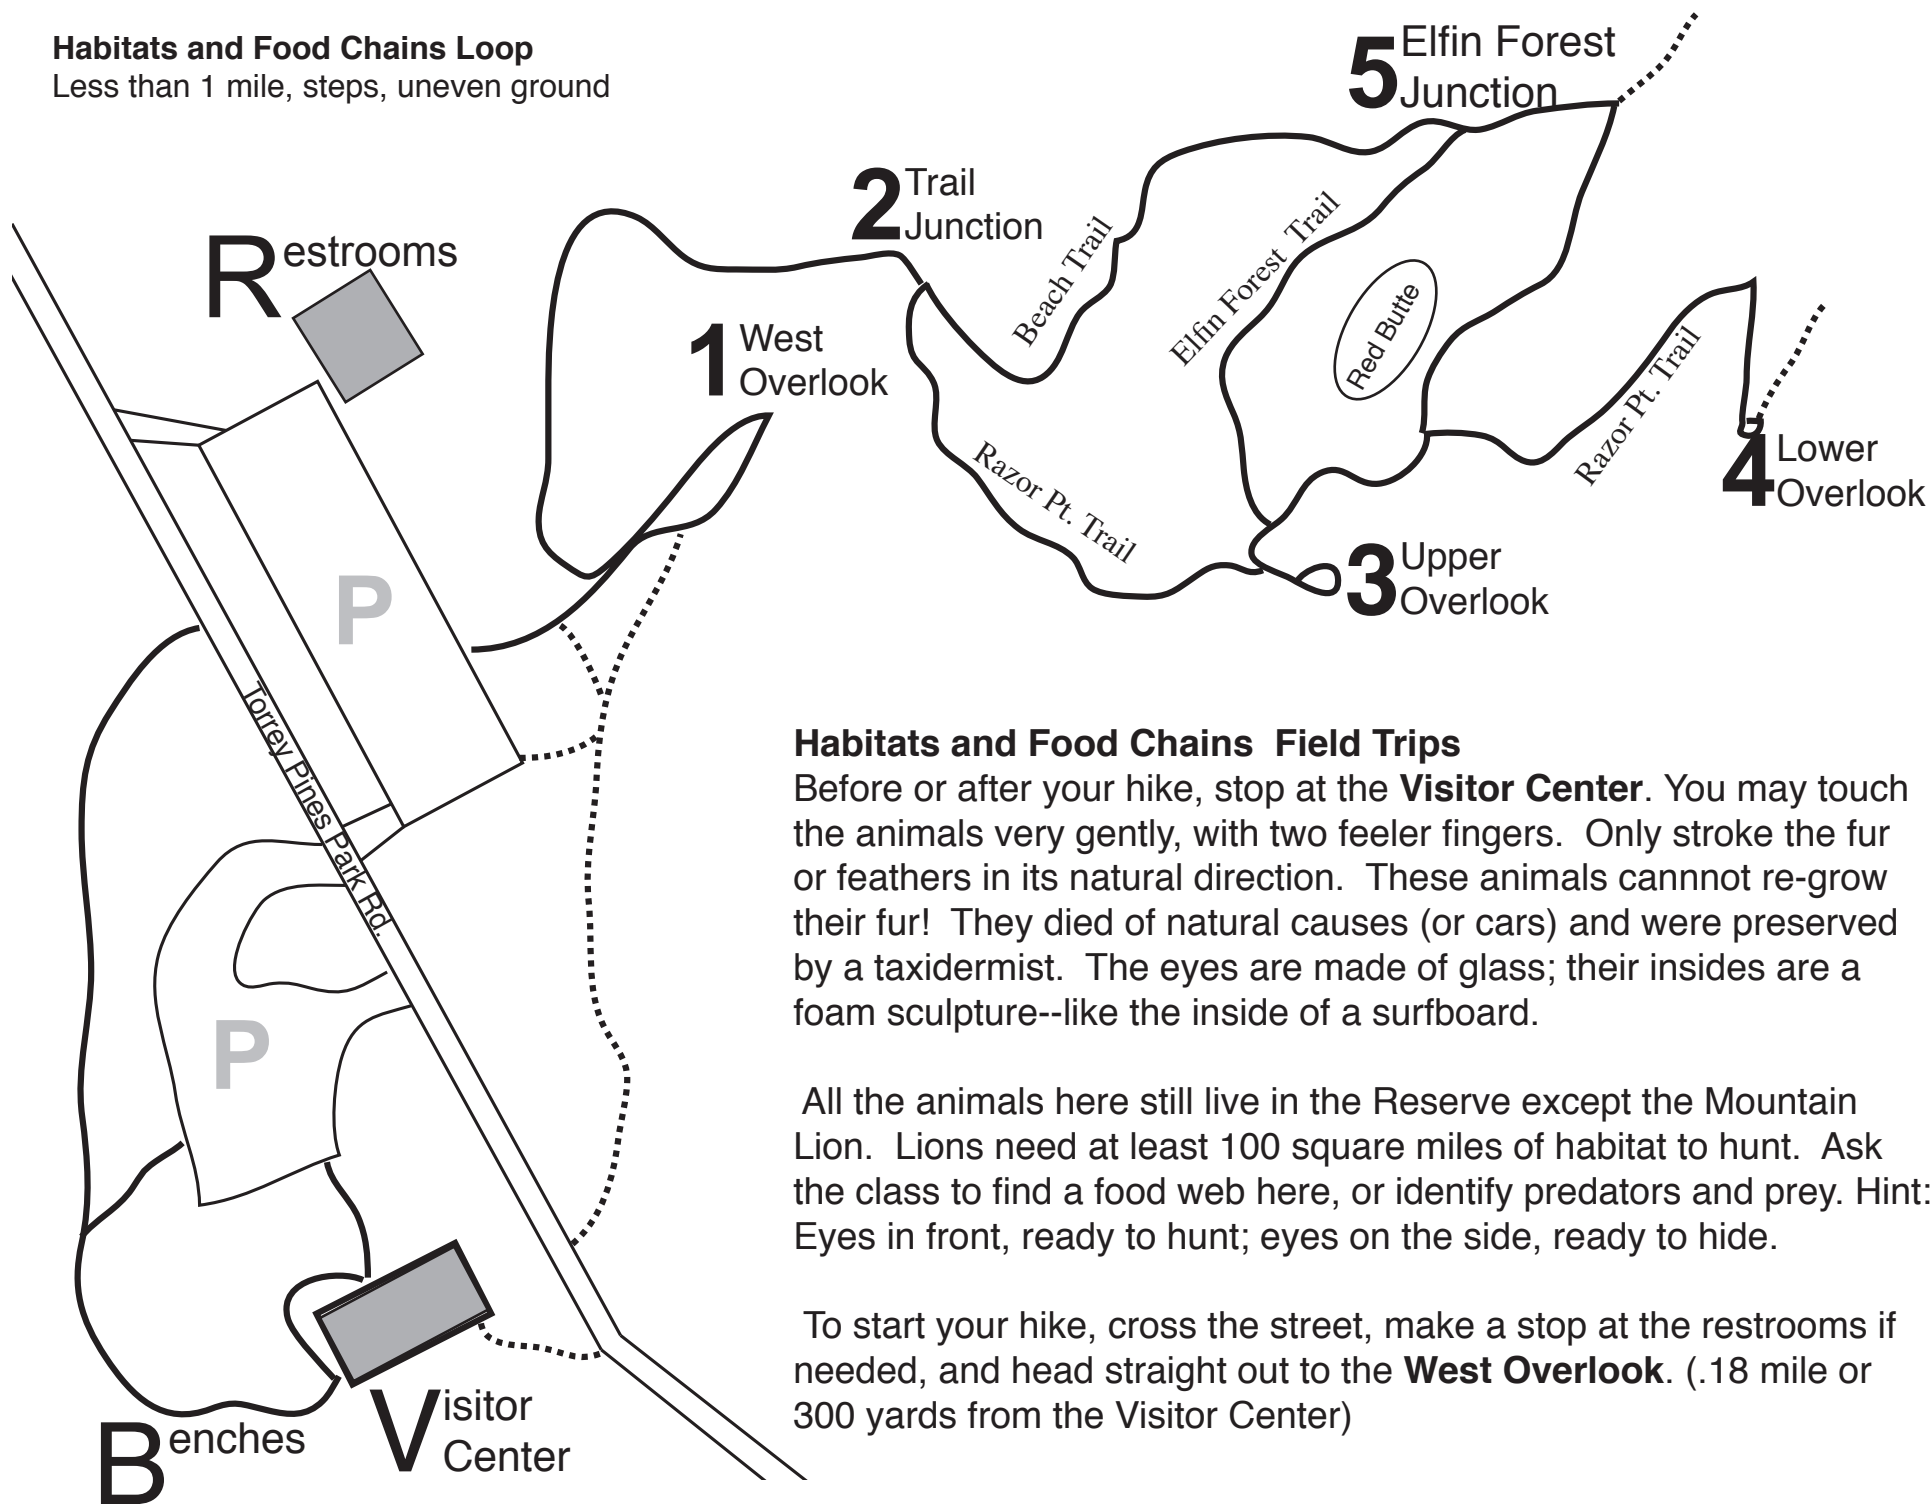 Habitats and Food Chains Loop
Less than 1 mile, steps, uneven ground
5 Elfin Forest
Junction
2 Trail
Junction
Restrooms
Beach Trail
Elfin Forest Trail
Red Butte
1 West
Overlook
Razor Pt. Trail
4 Lower
Overlook
Razor Pt. Trail
3 Upper
Overlook
P
Torrey Pines Park Rd.
P
Benches
Visitor
Center
Habitats and Food Chains  Field Trips
Before or after your hike, stop at the Visitor Center. You may touch
the animals very gently, with two feeler fingers.  Only stroke the fur
or feathers in its natural direction.  These animals cannnot re-grow
their fur!  They died of natural causes (or cars) and were preserved
by a taxidermist.  The eyes are made of glass; their insides are a
foam sculpture--like the inside of a surfboard.
All the animals here still live in the Reserve except the Mountain
Lion.  Lions need at least 100 square miles of habitat to hunt.  Ask
the class to find a food web here, or identify predators and prey. Hint:
Eyes in front, ready to hunt; eyes on the side, ready to hide.
To start your hike, cross the street, make a stop at the restrooms if
needed, and head straight out to the West Overlook. (.18 mile or
300 yards from the Visitor Center)